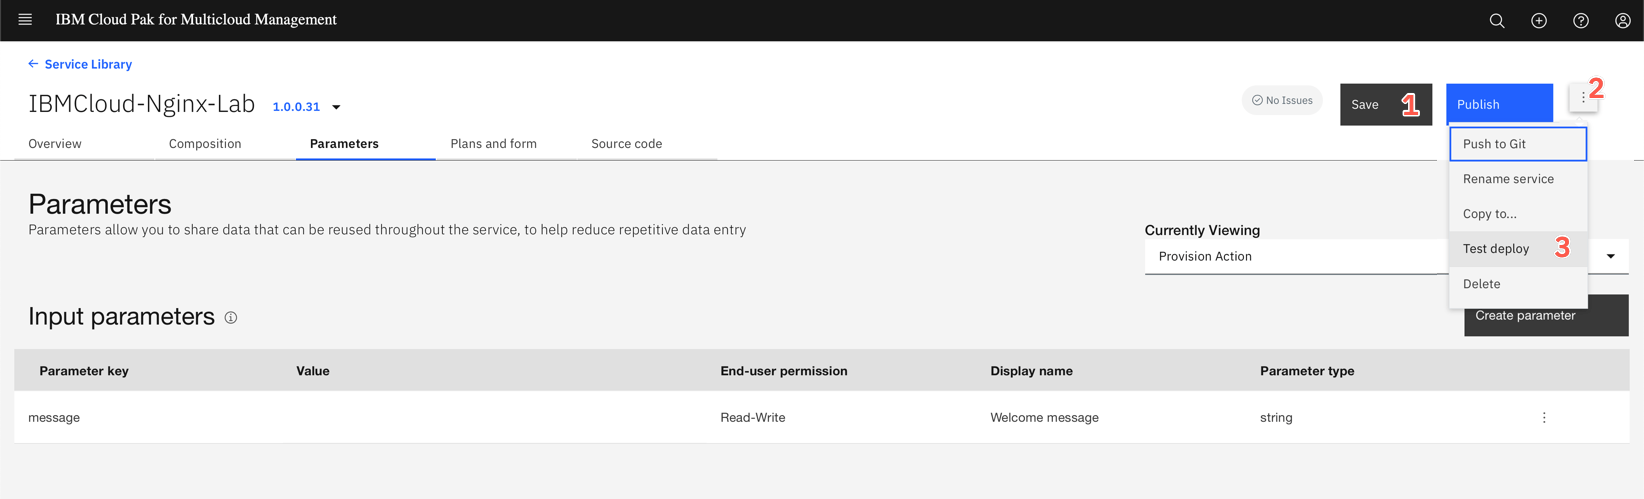 IBM Cloud Pak for Multicloud Management
Service Library
IBMCloud-Nginx-Lab 1.0.0.31
No Issues
Save 1
Publish
2
Overview Composition Parameters Plans and form Source code
Push to Git
Rename service
Copy to...
Test deploy 3
Delete
Parameters
Parameters allow you to share data that can be reused throughout the service, to help reduce repetitive data entry
Currently Viewing
Provision Action
Input parameters
Create parameter
Parameter key Value End-user permission Display name Parameter type
message Read-Write Welcome message string